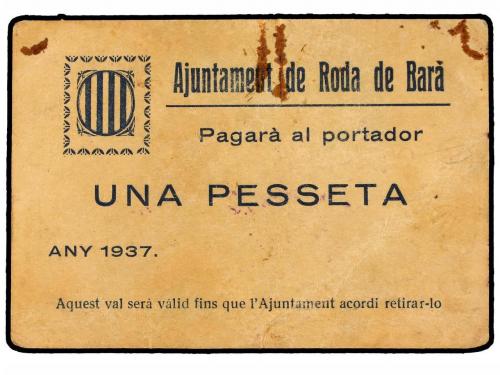 Ajuntament de Roda de Barà
Pagarà al portador
UNA PESSETA
ANY 1937.
Aquest val serà vàlid fins que l'Ajuntament acordi retirar-lo